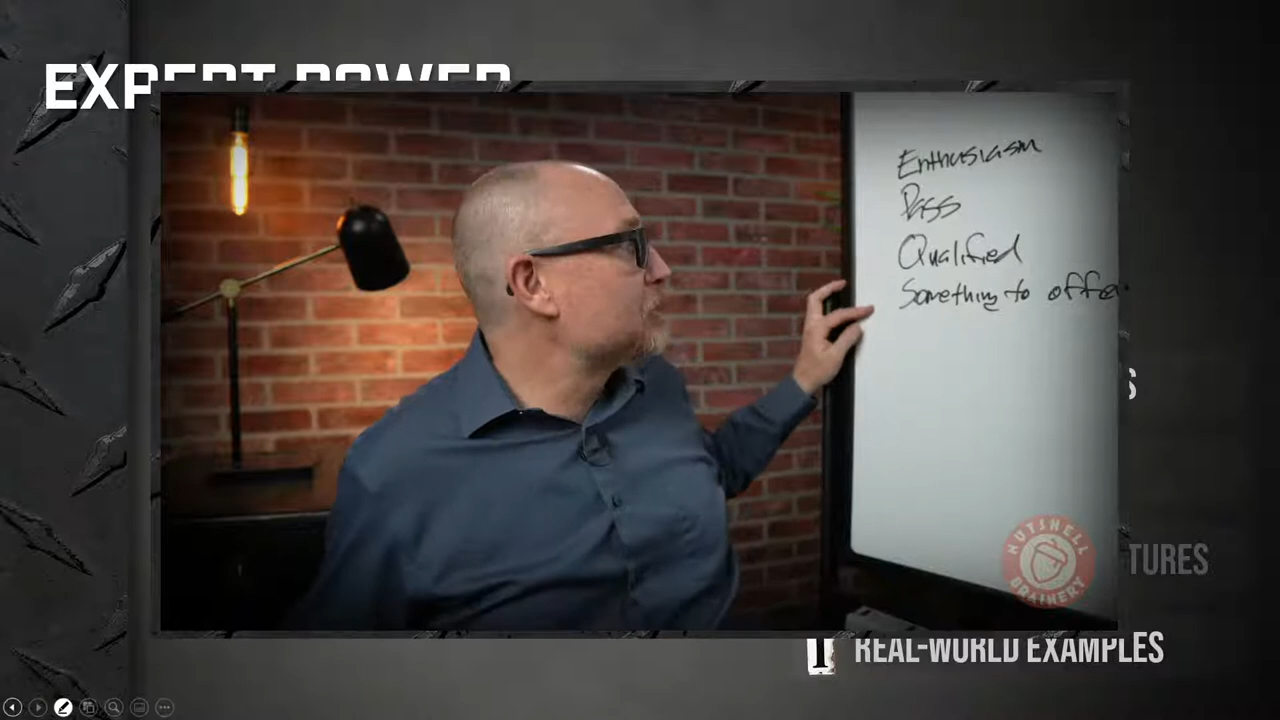 EXPERT POWER
Enthusiasm
Pass
Qualified
Something to offer
NUTSHELL
BRAINERY
TURES
REAL-WORLD EXAMPLES